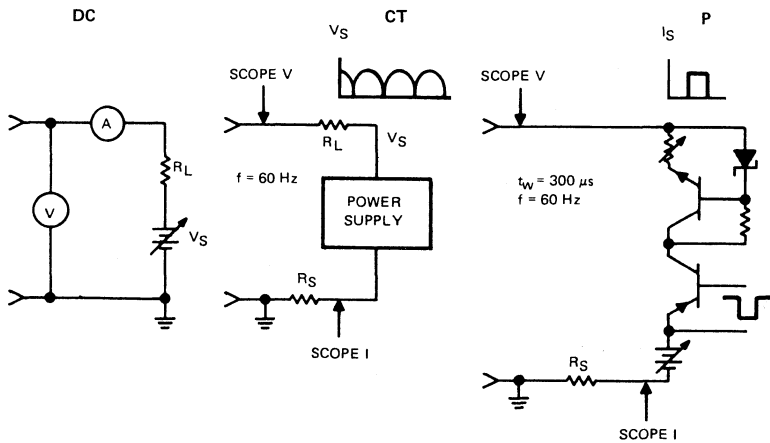 DC
A
V
RL
VS
CT
VS
SCOPE V
RL
VS
f = 60 Hz
POWER
SUPPLY
RS
SCOPE I
P
IS
SCOPE V
tw = 300 μs
f = 60 Hz
RS
SCOPE I